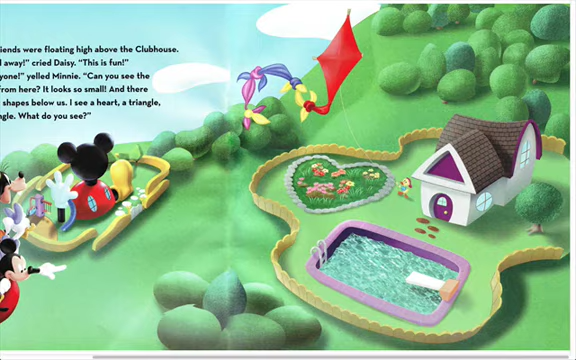 iends were floating high above the Clubhouse.
l away!" cried Daisy. "This is fun!"
yone!" yelled Minnie. "Can you see the
from here? It looks so small! And there
shapes below us. I see a heart, a triangle,
ngle. What do you see?"